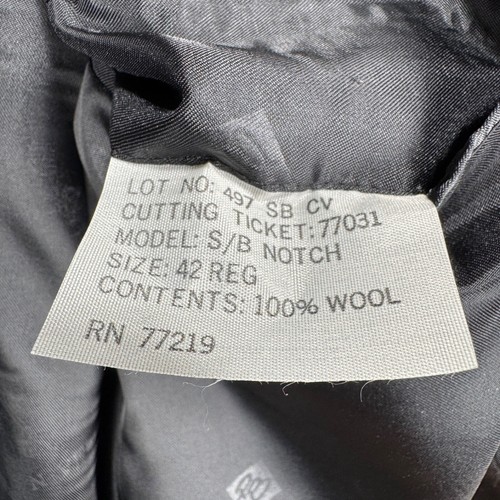 LOT NO: 497 SB CV
CUTTING TICKET: 77031
MODEL: S/B NOTCH
SIZE: 42 REG
CONTENTS: 100% WOOL
RN 77219